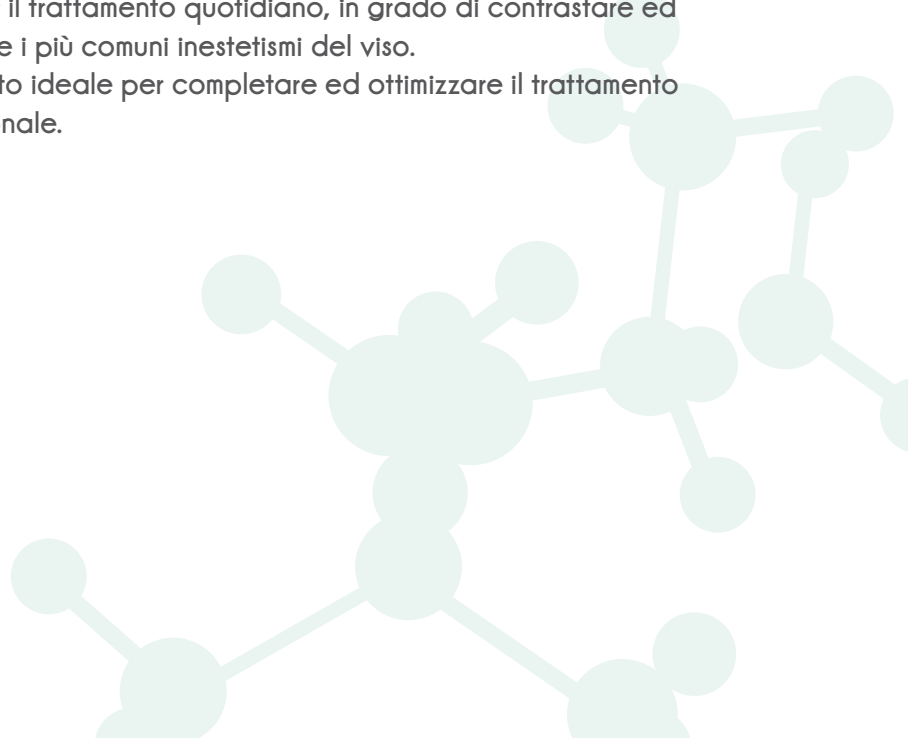 il trattamento quotidiano, in grado di contrastare ed
e i più comuni inestetismi del viso.
to ideale per completare ed ottimizzare il trattamento
nale.